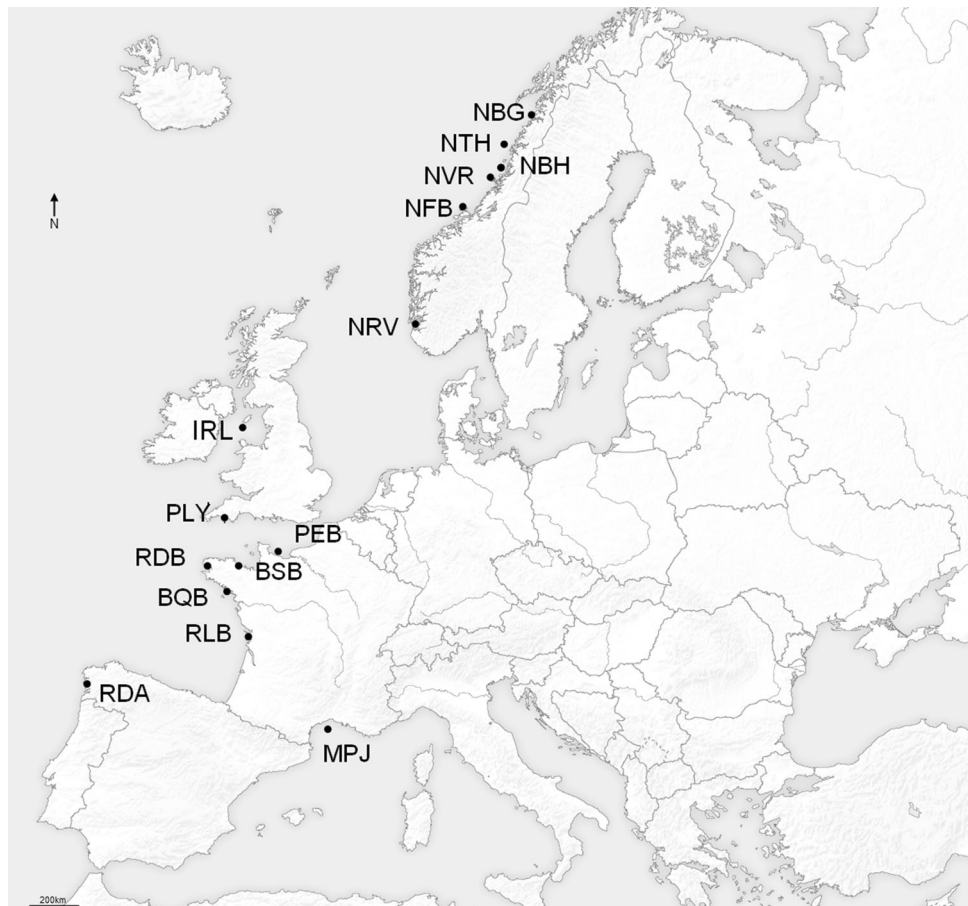 NBG
NTH
NBH
NVR
NFB
N
NRV
IRL
PLY
PEB
RDB
BSB
BQB
RLB
RDA
MPJ
200km